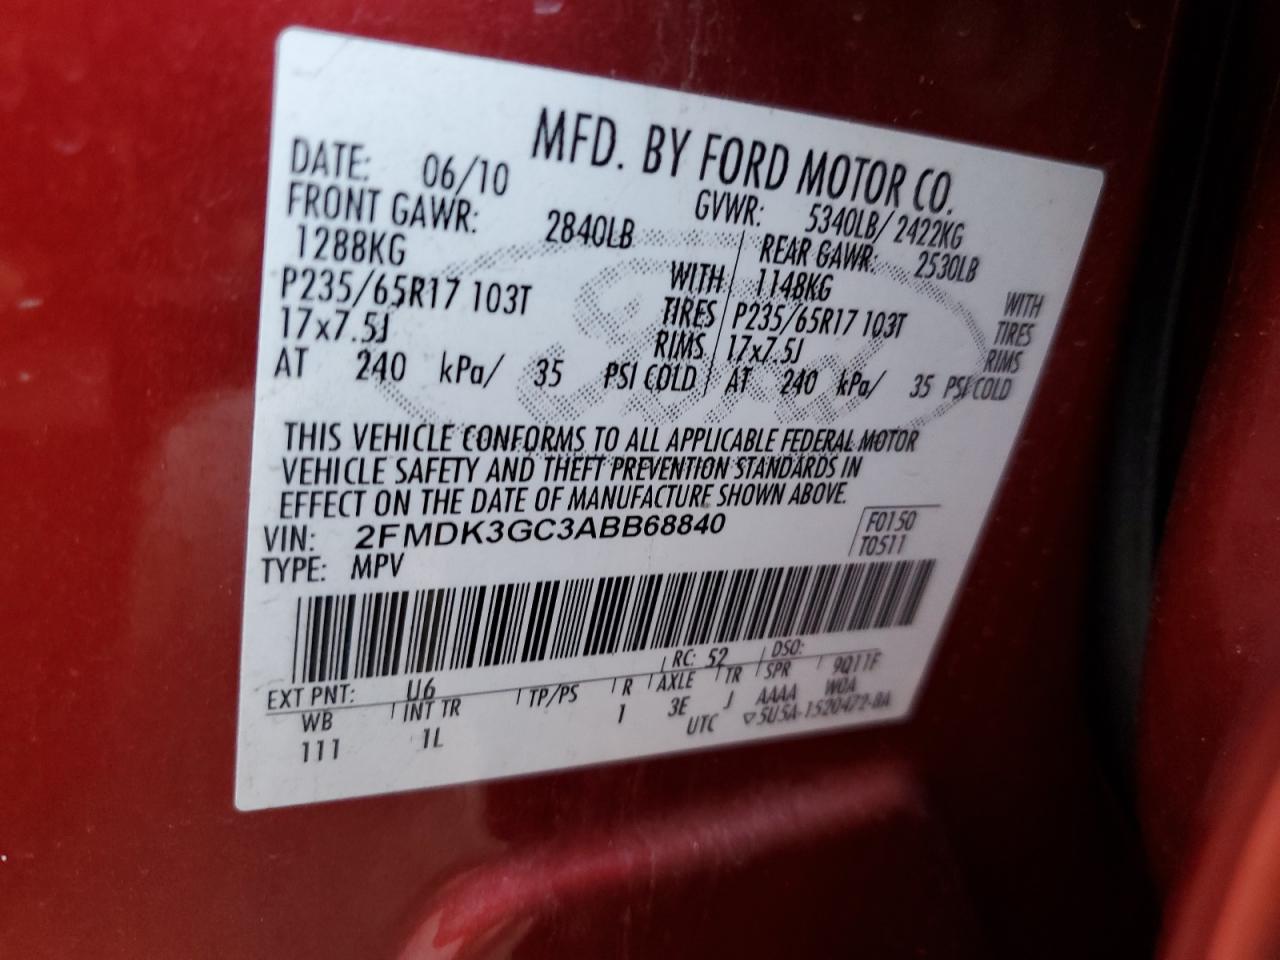 MFD. BY FORD MOTOR CO.
DATE: 06/10 GVWR: 5340LB/2422KG
FRONT GAWR: 2840LB REAR GAWR: 2530LB
1288KG WITH 1148KG WITH
P235/65R17 103T TIRES P235/65R17 103T TIRES
17x7.5J RIMS 17x7.5J RIMS
AT 240 kPa/ 35 PSI COLD AT 240 kPa/ 35 PSI COLD
THIS VEHICLE CONFORMS TO ALL APPLICABLE FEDERAL MOTOR
VEHICLE SAFETY AND THEFT PREVENTION STANDARDS IN
EFFECT ON THE DATE OF MANUFACTURE SHOWN ABOVE.
VIN: 2FMDK3GC3ABB68840 F0150
TYPE: MPV T0511
EXT PNT: U6 RC: 52 DSO:
WB INT TR TP/PS R AXLE TR SPR 9Q11F
111 1L 1 3E J AAAA WOA
UTC ▽5U5A-1520472-BA